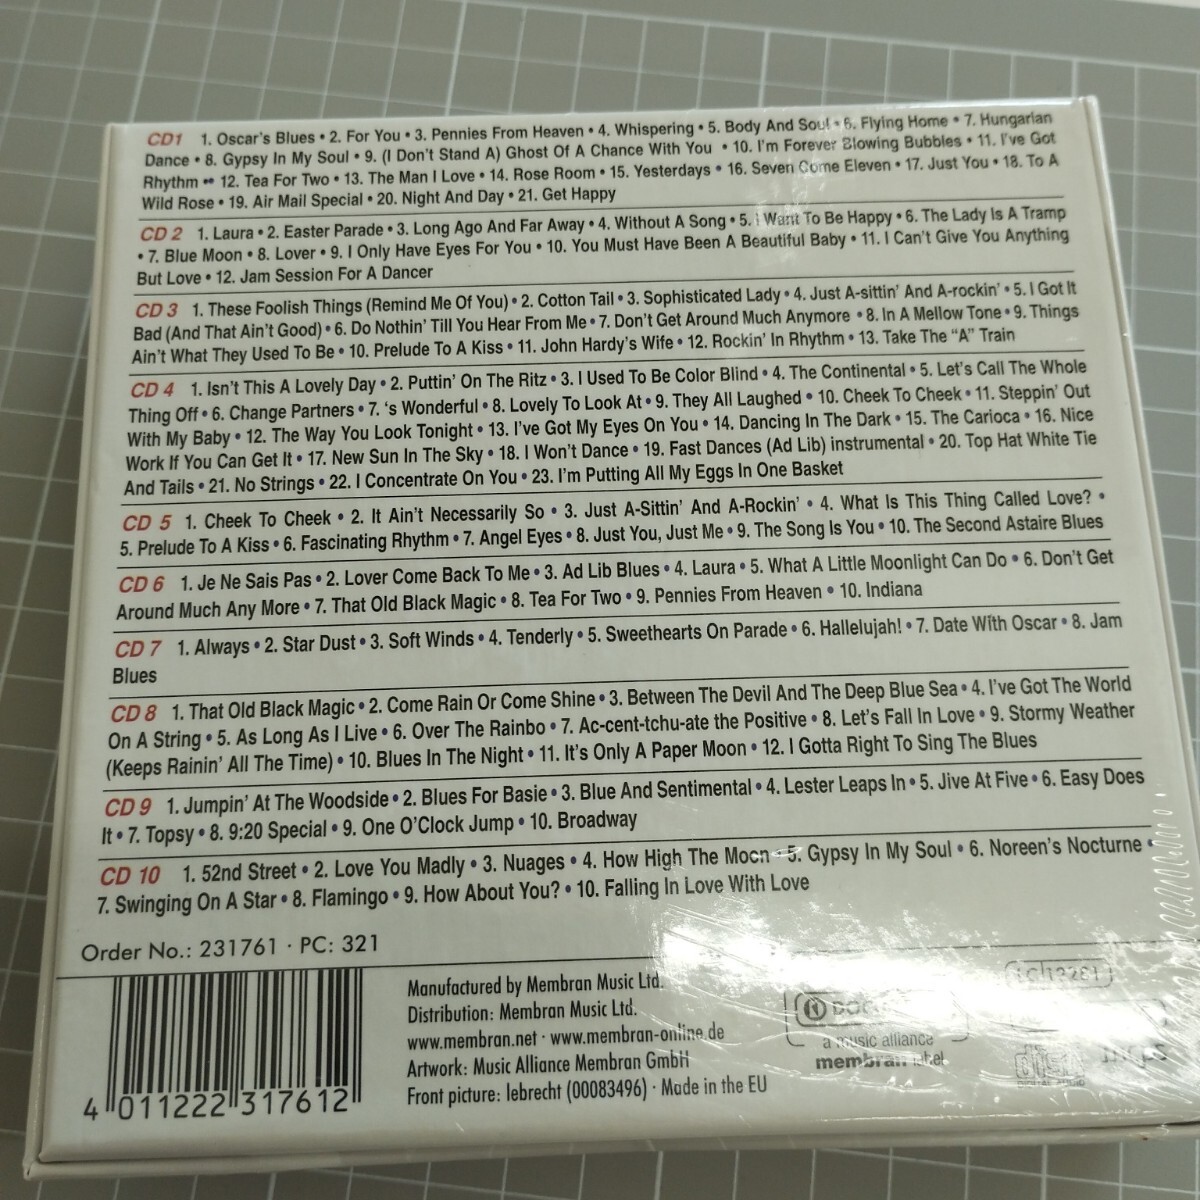 CD1 1. Oscar's Blues • 2. For You • 3. Pennies From Heaven • 4. Whispering • 5. Body And Soul • 6. Flying Home • 7. Hungarian
Dance • 8. Gypsy In My Soul • 9. (I Don't Stand A) Ghost Of A Chance With You • 10. I'm Forever Blowing Bubbles • 11. I've Got
Rhythm •• 12. Tea For Two • 13. The Man I Love • 14. Rose Room • 15. Yesterdays • 16. Seven Come Eleven • 17. Just You • 18. To A
Wild Rose • 19. Air Mail Special • 20. Night And Day • 21. Get Happy
CD 2 1. Laura • 2. Easter Parade • 3. Long Ago And Far Away • 4. Without A Song • 5. I Want To Be Happy • 6. The Lady Is A Tramp
• 7. Blue Moon • 8. Lover • 9. I Only Have Eyes For You • 10. You Must Have Been A Beautiful Baby • 11. I Can't Give You Anything
But Love • 12. Jam Session For A Dancer
CD 3 1. These Foolish Things (Remind Me Of You) • 2. Cotton Tail • 3. Sophisticated Lady • 4. Just A-sittin' And A-rockin' • 5. I Got It
Bad (And That Ain't Good) • 6. Do Nothin' Till You Hear From Me • 7. Don't Get Around Much Anymore • 8. In A Mellow Tone • 9. Things
Ain't What They Used To Be • 10. Prelude To A Kiss • 11. John Hardy's Wife • 12. Rockin' In Rhythm • 13. Take The "A" Train
CD 4 1. Isn't This A Lovely Day • 2. Puttin' On The Ritz • 3. I Used To Be Color Blind • 4. The Continental • 5. Let's Call The Whole
Thing Off • 6. Change Partners • 7. 's Wonderful • 8. Lovely To Look At • 9. They All Laughed • 10. Cheek To Cheek • 11. Steppin' Out
With My Baby • 12. The Way You Look Tonight • 13. I've Got My Eyes On You • 14. Dancing In The Dark • 15. The Carioca • 16. Nice
Work If You Can Get It • 17. New Sun In The Sky • 18. I Won't Dance • 19. Fast Dances (Ad Lib) instrumental • 20. Top Hat White Tie
And Tails • 21. No Strings • 22. I Concentrate On You • 23. I'm Putting All My Eggs In One Basket
CD 5 1. Cheek To Cheek • 2. It Ain't Necessarily So • 3. Just A-Sittin' And A-Rockin' • 4. What Is This Thing Called Love? •
5. Prelude To A Kiss • 6. Fascinating Rhythm • 7. Angel Eyes • 8. Just You, Just Me • 9. The Song Is You • 10. The Second Astaire Blues
CD 6 1. Je Ne Sais Pas • 2. Lover Come Back To Me • 3. Ad Lib Blues • 4. Laura • 5. What A Little Moonlight Can Do • 6. Don't Get
Around Much Any More • 7. That Old Black Magic • 8. Tea For Two • 9. Pennies From Heaven • 10. Indiana
CD 7 1. Always • 2. Star Dust • 3. Soft Winds • 4. Tenderly • 5. Sweethearts On Parade • 6. Hallelujah! • 7. Date With Oscar • 8. Jam
Blues
CD 8 1. That Old Black Magic • 2. Come Rain Or Come Shine • 3. Between The Devil And The Deep Blue Sea • 4. I've Got The World
On A String • 5. As Long As I Live • 6. Over The Rainbo • 7. Ac-cent-tchu-ate the Positive • 8. Let's Fall In Love • 9. Stormy Weather
(Keeps Rainin' All The Time) • 10. Blues In The Night • 11. It's Only A Paper Moon • 12. I Gotta Right To Sing The Blues
CD 9 1. Jumpin' At The Woodside • 2. Blues For Basie • 3. Blue And Sentimental • 4. Lester Leaps In • 5. Jive At Five • 6. Easy Does
It • 7. Topsy • 8. 9:20 Special • 9. One O'Clock Jump • 10. Broadway
CD 10 1. 52nd Street • 2. Love You Madly • 3. Nuages • 4. How High The Moon • 5. Gypsy In My Soul • 6. Noreen's Nocturne •
7. Swinging On A Star • 8. Flamingo • 9. How About You? • 10. Falling In Love With Love
Order No.: 231761 · PC: 321
Manufactured by Membran Music Ltd.
Distribution: Membran Music Ltd.
www.membran.net · www.membran-online.de
Artwork: Music Alliance Membran GmbH
Front picture: lebrecht (00083496) · Made in the EU
4 011222 317612
LC 13281
a music alliance
membran label
disc
DIGITAL AUDIO
mcps